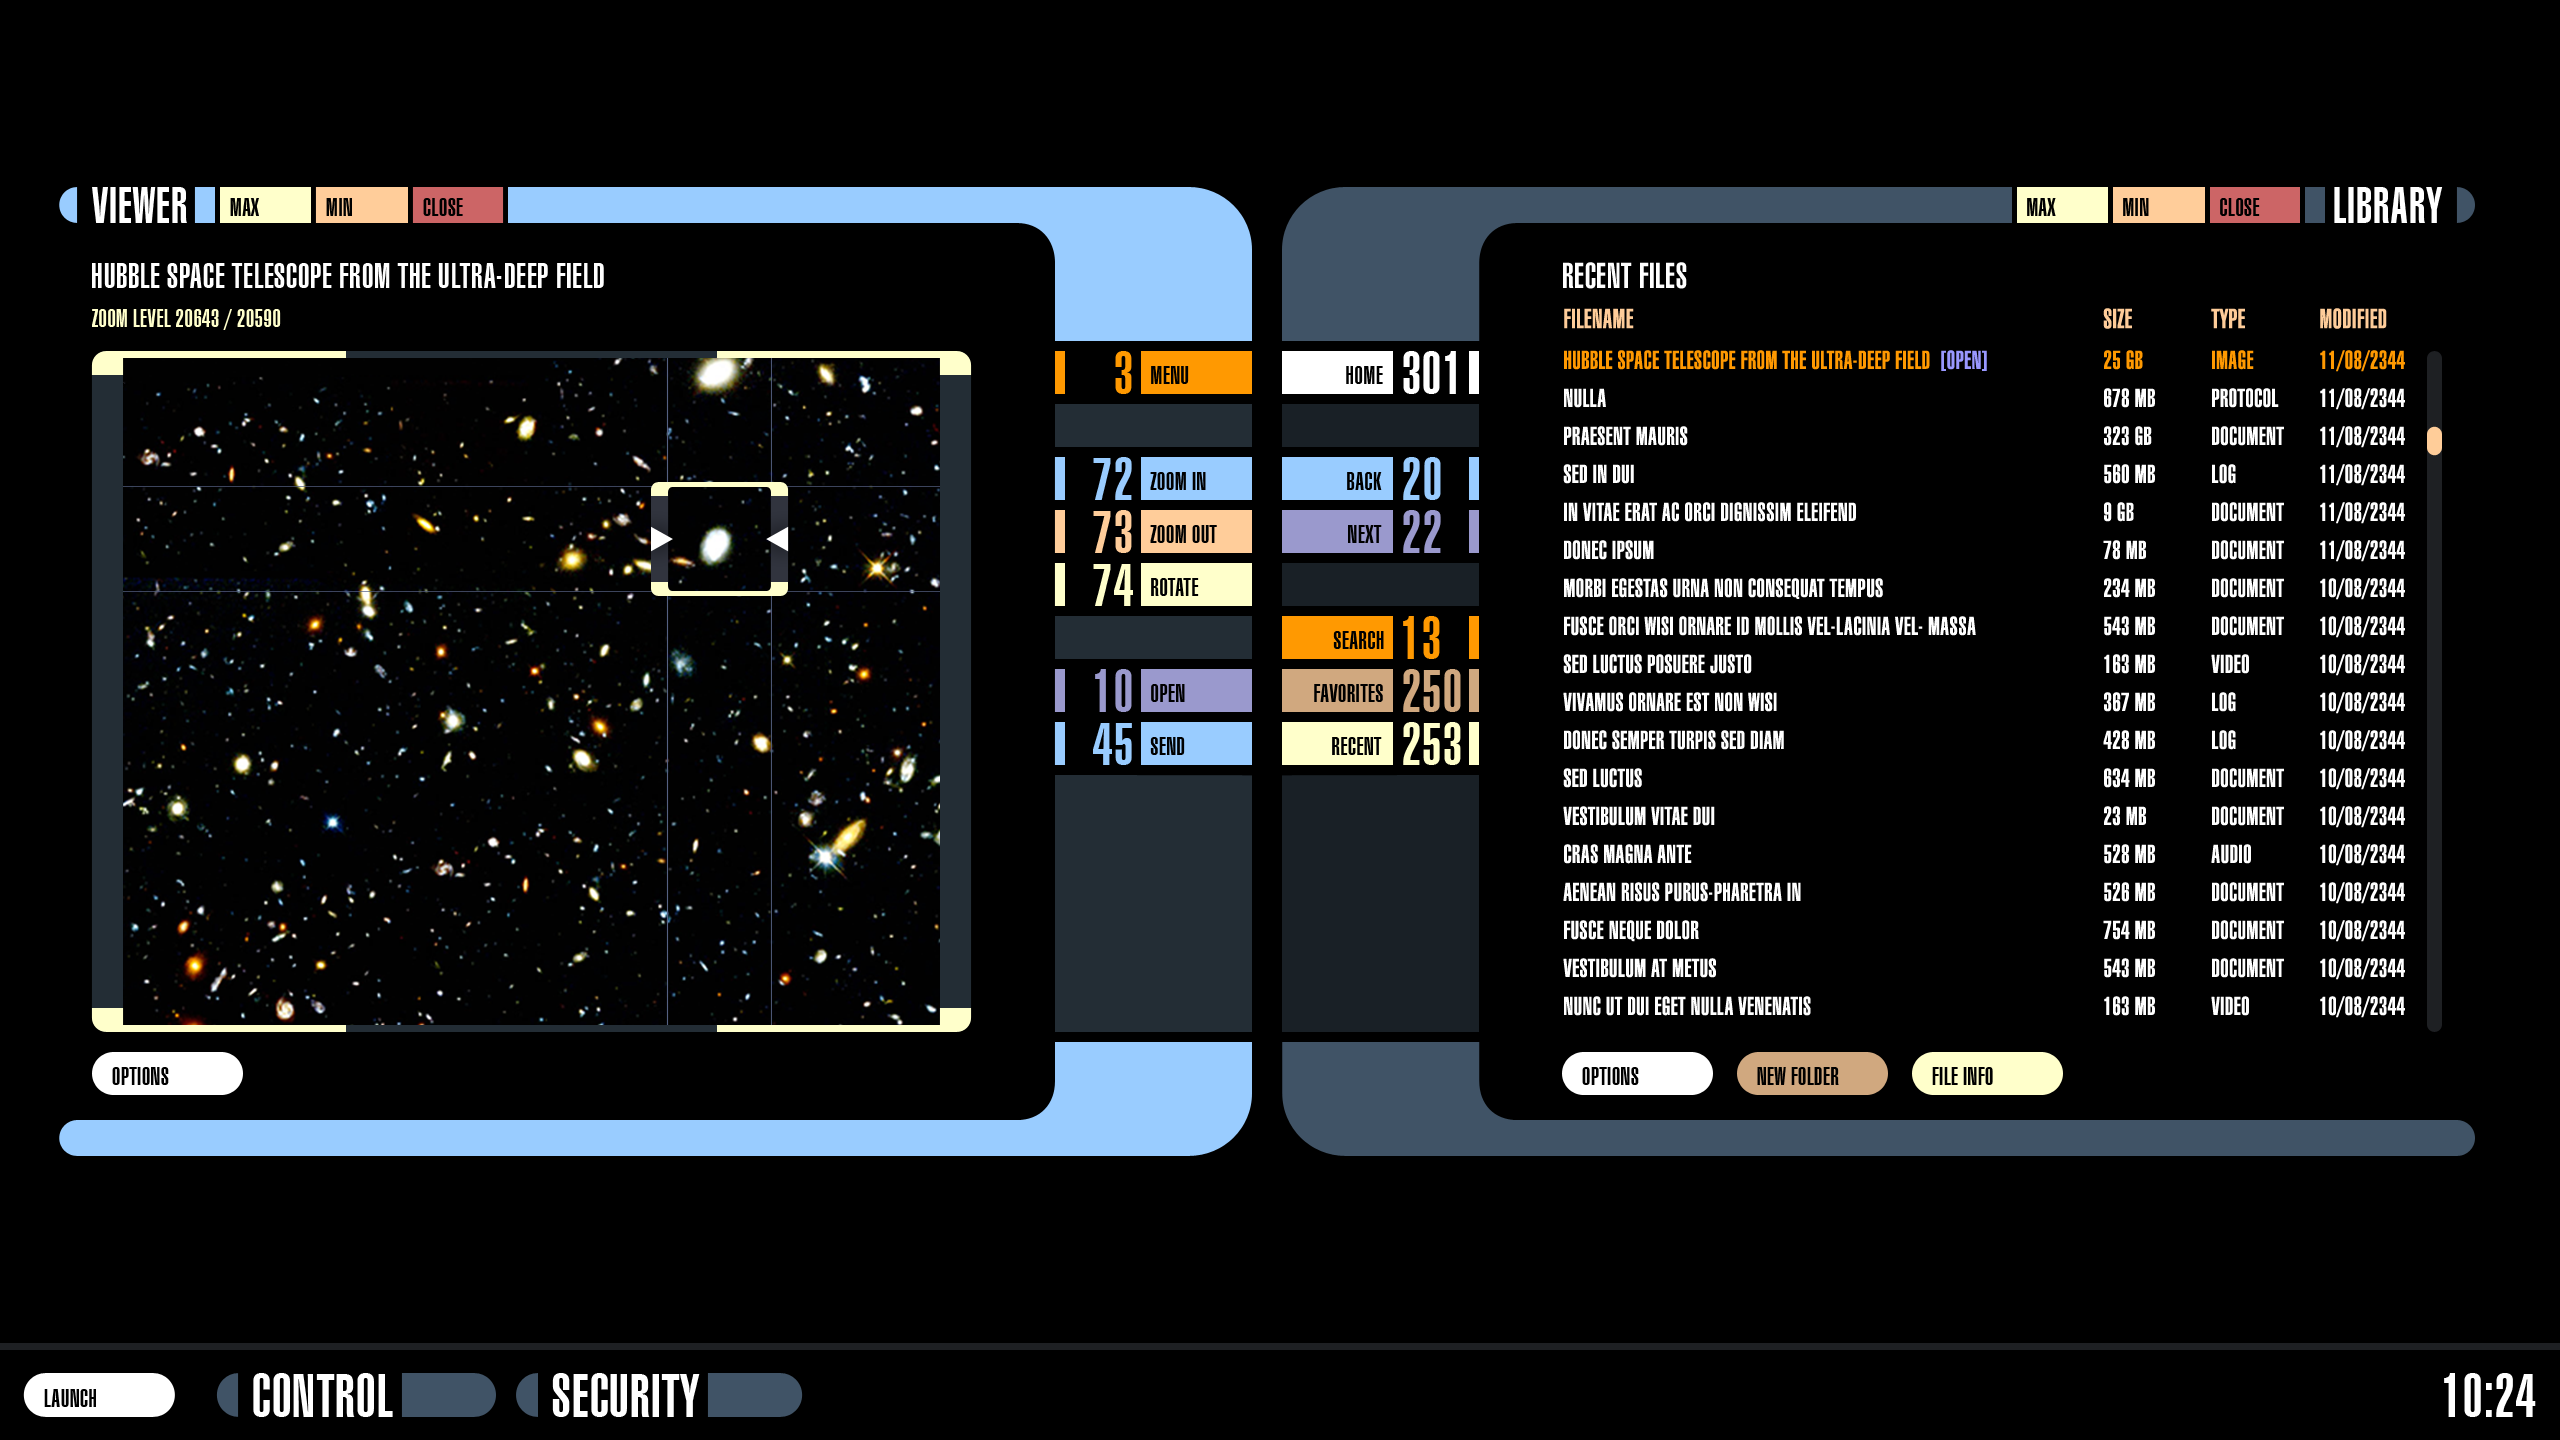 VIEWER MAX MIN CLOSE
HUBBLE SPACE TELESCOPE FROM THE ULTRA-DEEP FIELD
ZOOM LEVEL 20643 / 20590
OPTIONS
3 MENU
72 ZOOM IN
73 ZOOM OUT
74 ROTATE
10 OPEN
45 SEND
HOME 301
BACK 20
NEXT 22
SEARCH 13
FAVORITES 250
RECENT 253
MAX MIN CLOSE LIBRARY
RECENT FILES
FILENAME SIZE TYPE MODIFIED
HUBBLE SPACE TELESCOPE FROM THE ULTRA-DEEP FIELD [OPEN] 25 GB IMAGE 11/08/2344
NULLA 678 MB PROTOCOL 11/08/2344
PRAESENT MAURIS 323 GB DOCUMENT 11/08/2344
SED IN DUI 560 MB LOG 11/08/2344
IN VITAE ERAT AC ORCI DIGNISSIM ELEIFEND 9 GB DOCUMENT 11/08/2344
DONEC IPSUM 78 MB DOCUMENT 11/08/2344
MORBI EGESTAS URNA NON CONSEQUAT TEMPUS 234 MB DOCUMENT 10/08/2344
FUSCE ORCI WISI ORNARE ID MOLLIS VEL-LACINIA VEL- MASSA 543 MB DOCUMENT 10/08/2344
SED LUCTUS POSUERE JUSTO 163 MB VIDEO 10/08/2344
VIVAMUS ORNARE EST NON WISI 367 MB LOG 10/08/2344
DONEC SEMPER TURPIS SED DIAM 428 MB LOG 10/08/2344
SED LUCTUS 634 MB DOCUMENT 10/08/2344
VESTIBULUM VITAE DUI 23 MB DOCUMENT 10/08/2344
CRAS MAGNA ANTE 528 MB AUDIO 10/08/2344
AENEAN RISUS PURUS-PHARETRA IN 526 MB DOCUMENT 10/08/2344
FUSCE NEQUE DOLOR 754 MB DOCUMENT 10/08/2344
VESTIBULUM AT METUS 543 MB DOCUMENT 10/08/2344
NUNC UT DUI EGET NULLA VENENATIS 163 MB VIDEO 10/08/2344
OPTIONS NEW FOLDER FILE INFO
LAUNCH CONTROL SECURITY 10:24